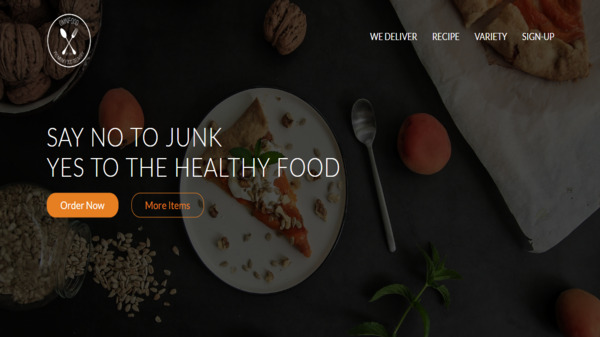 WE DELIVER RECIPE VARIETY SIGN-UP
SAY NO TO JUNK
YES TO THE HEALTHY FOOD
Order Now More Items